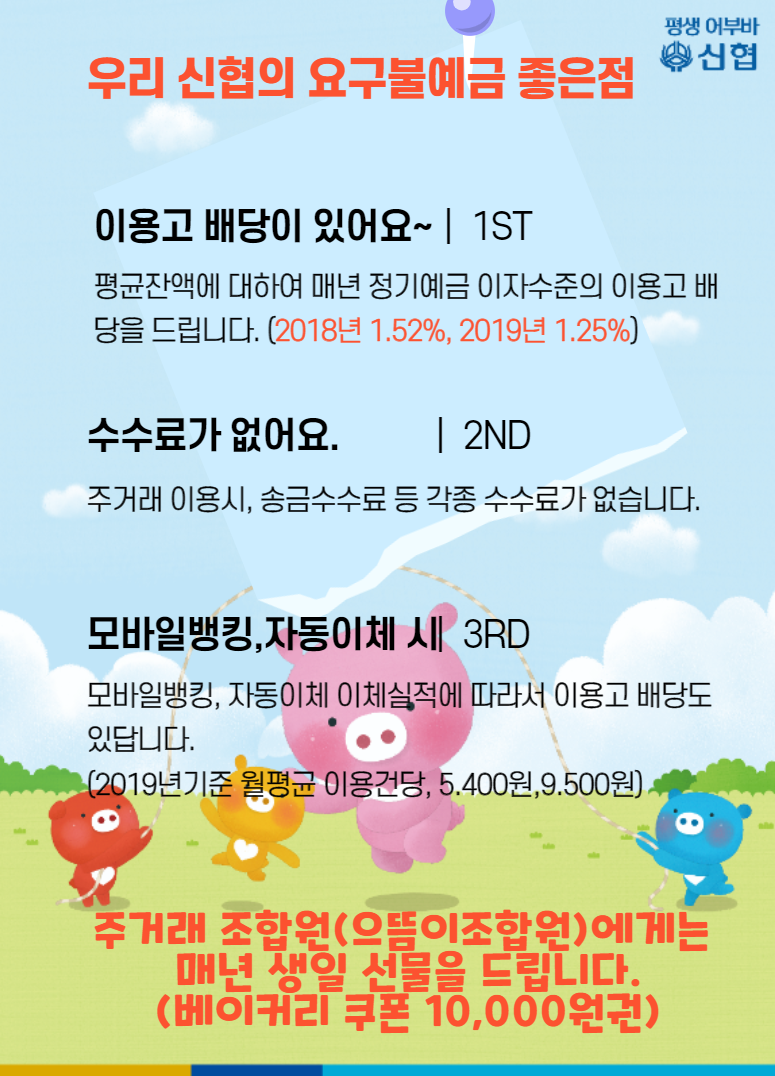 평생 어부바
신협
우리 신협의 요구불예금 좋은점
이용고 배당이 있어요~ | 1ST
평균잔액에 대하여 매년 정기예금 이자수준의 이용고 배
당을 드립니다. (2018년 1.52%, 2019년 1.25%)
수수료가 없어요. | 2ND
주거래 이용시, 송금수수료 등 각종 수수료가 없습니다.
모바일뱅킹,자동이체 시| 3RD
모바일뱅킹, 자동이체 이체실적에 따라서 이용고 배당도
있답니다.
(2019년기준 월평균 이용건당, 5.400원,9.500원)
주거래 조합원(으뜸이조합원)에게는
매년 생일 선물을 드립니다.
(베이커리 쿠폰 10,000원권)